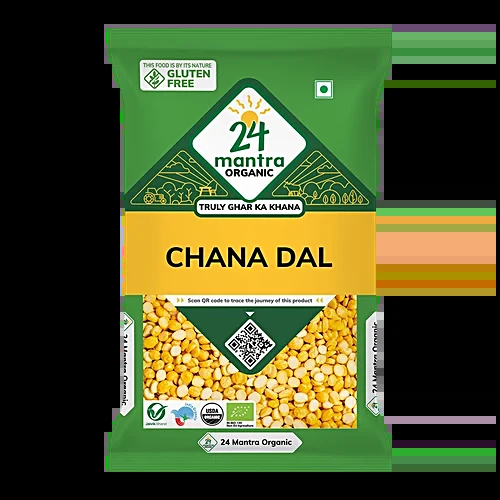 THIS FOOD IS BY ITS NATURE
GLUTEN
FREE
24
mantra
ORGANIC
TRULY GHAR KA KHANA
CHANA DAL
Scan QR code to trace the journey of this product
24 Mantra Organic
24 Mantra Organic
USDA
ORGANIC
24 Mantra Organic